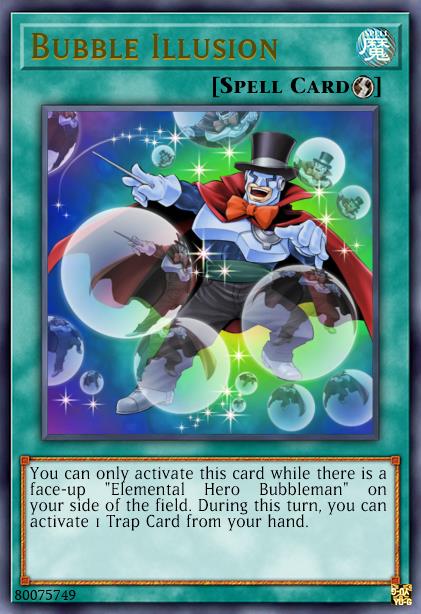 BUBBLE ILLUSION
SPELL
魔
[SPELL CARD]
You can only activate this card while there is a
face-up "Elemental Hero Bubbleman" on
your side of the field. During this turn, you can
activate 1 Trap Card from your hand.
80075749